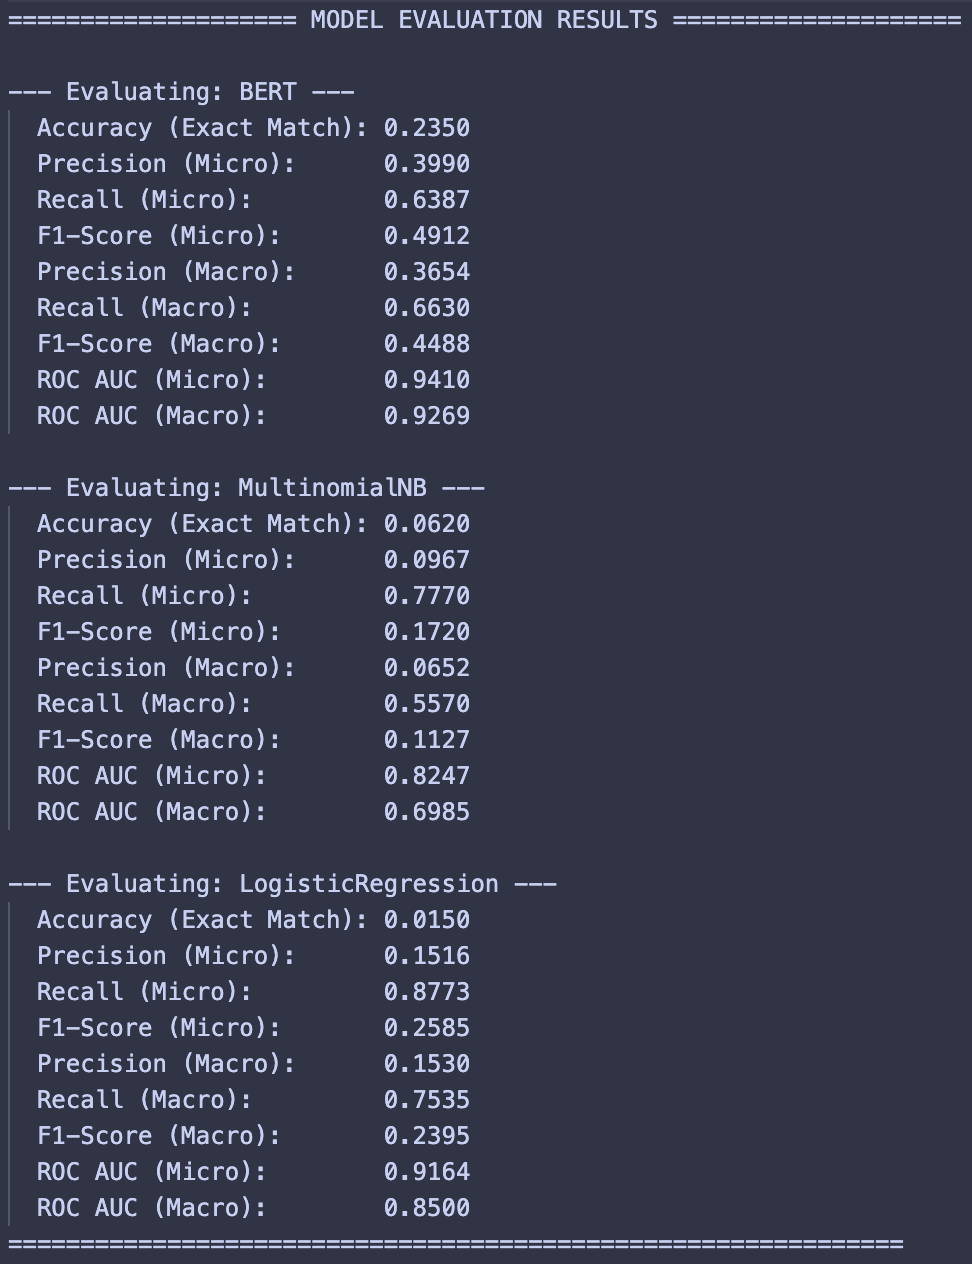 ==================== MODEL EVALUATION RESULTS ====================
--- Evaluating: BERT ---
Accuracy (Exact Match): 0.2350
Precision (Micro): 0.3990
Recall (Micro): 0.6387
F1-Score (Micro): 0.4912
Precision (Macro): 0.3654
Recall (Macro): 0.6630
F1-Score (Macro): 0.4488
ROC AUC (Micro): 0.9410
ROC AUC (Macro): 0.9269
--- Evaluating: MultinomialNB ---
Accuracy (Exact Match): 0.0620
Precision (Micro): 0.0967
Recall (Micro): 0.7770
F1-Score (Micro): 0.1720
Precision (Macro): 0.0652
Recall (Macro): 0.5570
F1-Score (Macro): 0.1127
ROC AUC (Micro): 0.8247
ROC AUC (Macro): 0.6985
--- Evaluating: LogisticRegression ---
Accuracy (Exact Match): 0.0150
Precision (Micro): 0.1516
Recall (Micro): 0.8773
F1-Score (Micro): 0.2585
Precision (Macro): 0.1530
Recall (Macro): 0.7535
F1-Score (Macro): 0.2395
ROC AUC (Micro): 0.9164
ROC AUC (Macro): 0.8500
==============================================================